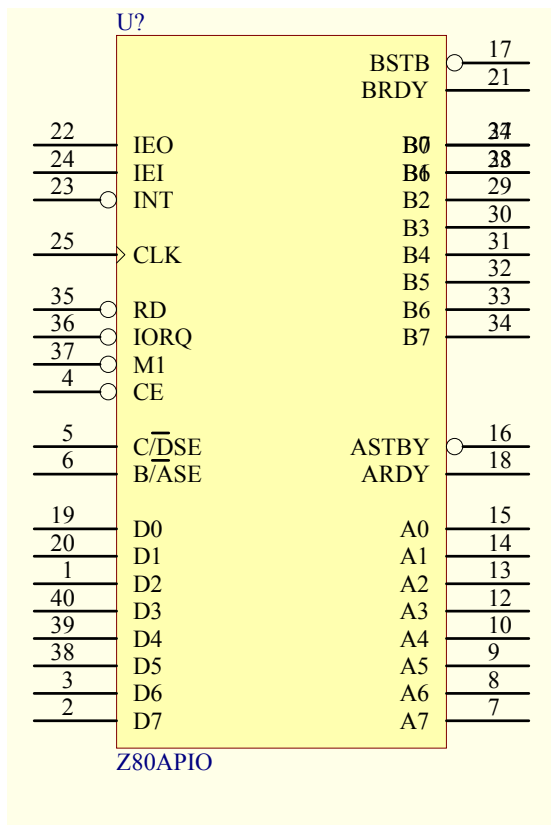 U?
BSTB 17
BRDY 21
22 IEO
24 IEI
23 INT B2 29
B3 30
25 CLK B4 31
B5 32
35 RD B6 33
36 IORQ B7 34
37 M1
4 CE
5 C/D̅SE ASTBY 16
6 B/A̅SE ARDY 18
19 D0 A0 15
20 D1 A1 14
1 D2 A2 13
40 D3 A3 12
39 D4 A4 10
38 D5 A5 9
3 D6 A6 8
2 D7 A7 7
Z80APIO